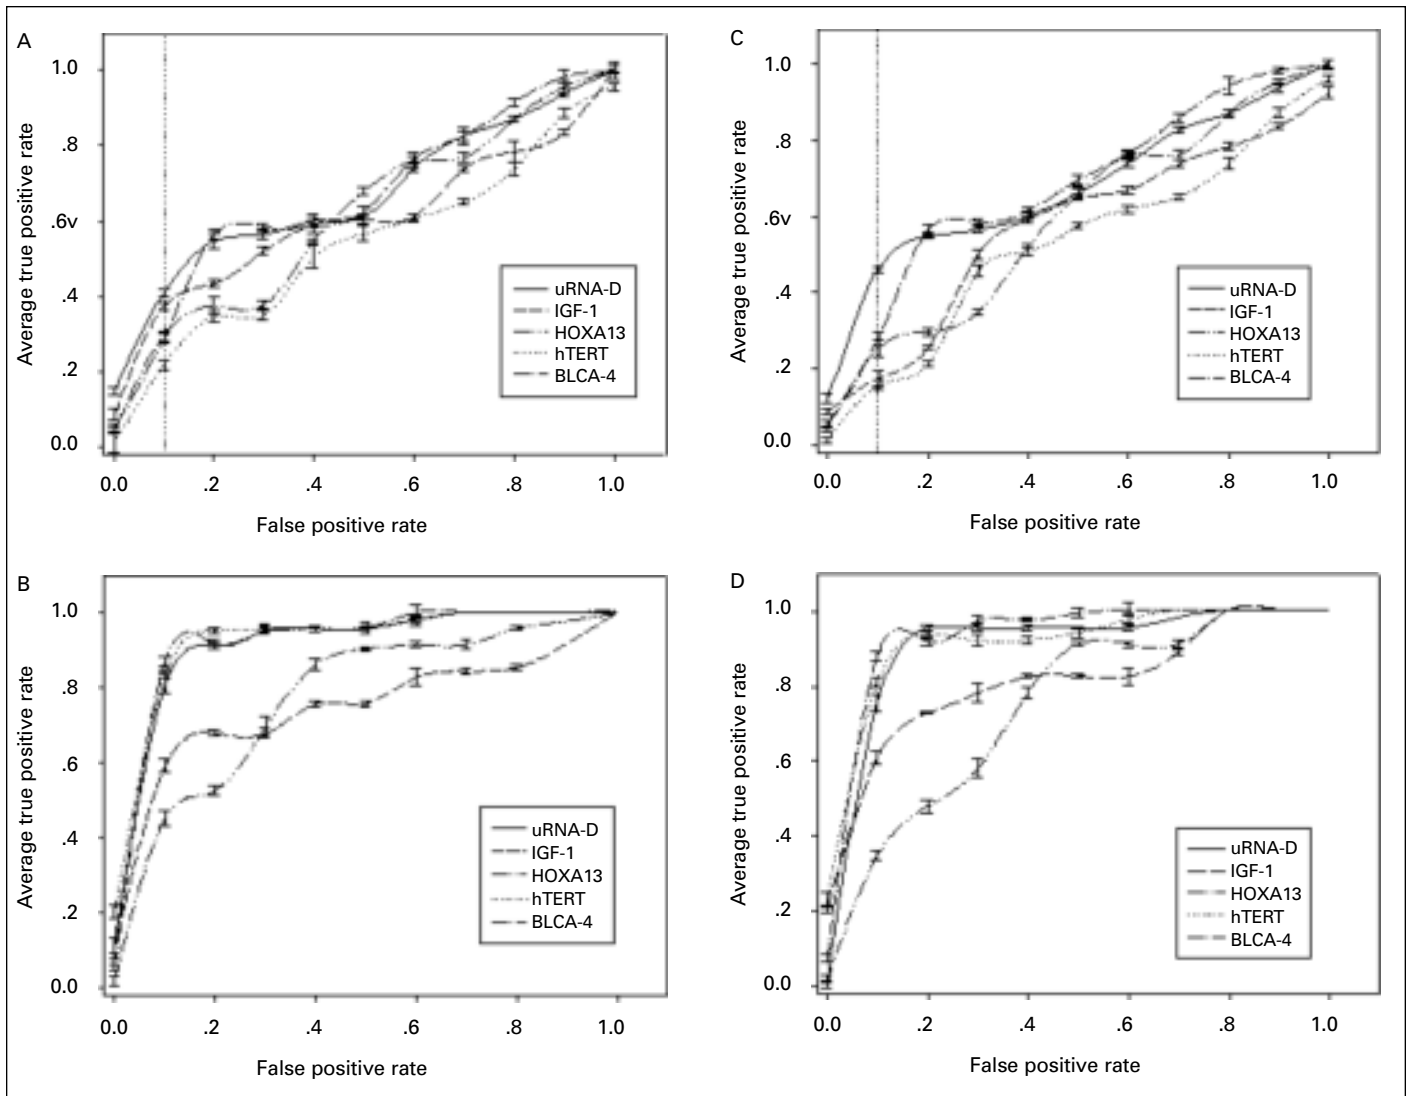 A
Average true positive rate
1.0
.8
.6v
.4
.2
0.0
uRNA-D
IGF-1
HOXA13
hTERT
BLCA-4
0.0 .2 .4 .6 .8 1.0
False positive rate
C
Average true positive rate
1.0
.8
.6v
.4
.2
0.0
uRNA-D
IGF-1
HOXA13
hTERT
BLCA-4
0.0 .2 .4 .6 .8 1.0
False positive rate
B
Average true positive rate
1.0
.8
.6
.4
.2
0.0
uRNA-D
IGF-1
HOXA13
hTERT
BLCA-4
0.0 .2 .4 .6 .8 1.0
False positive rate
D
Average true positive rate
1.0
.8
.6
.4
.2
0.0
uRNA-D
IGF-1
HOXA13
hTERT
BLCA-4
0.0 .2 .4 .6 .8 1.0
False positive rate